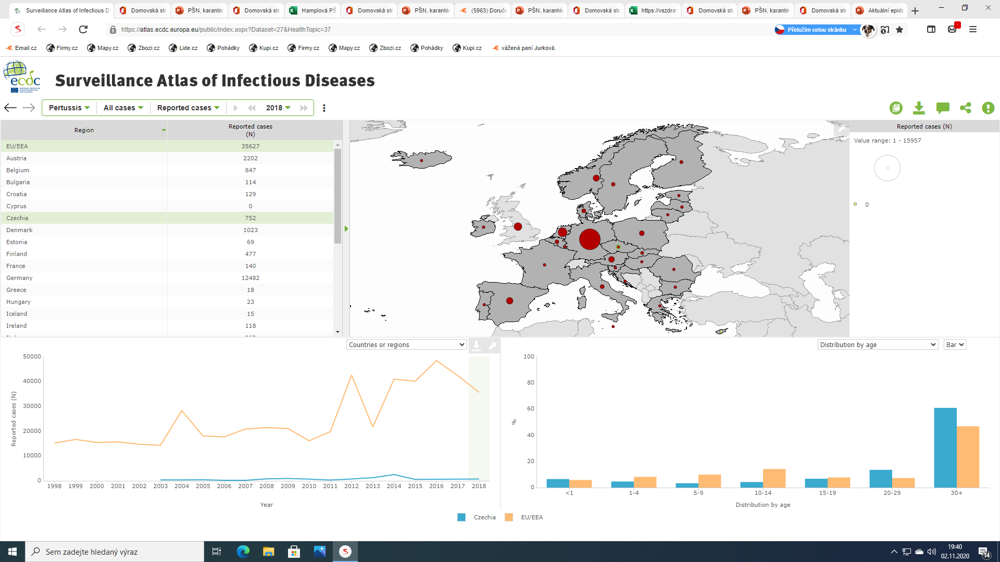 Surveillance Atlas of Infectious D
Domovská str
PŠN, karanté
Domovská str
Hamplová PŠ
Domovská str
PŠN, karanté
(5963) Doruče
PŠN, karanté
Domovská str
https://vszdrav
Domovská str
PŠN, karanté
Domovská str
Aktuální epide
https://atlas.ecdc.europa.eu/public/index.aspx?Dataset=27&HealthTopic=37
Přeložím celou stránku
Email.cz
Firmy.cz
Mapy.cz
Zbozi.cz
Lide.cz
Pohádky
Kupi.cz
Firmy.cz
Mapy.cz
Zbozi.cz
Pohádky
Kupi.cz
vážená paní Jurková,
ecdc
Surveillance Atlas of Infectious Diseases
Pertussis
All cases
Reported cases
2018
Region
Reported cases
(N)
EU/EEA 35627
Austria 2202
Belgium 847
Bulgaria 114
Croatia 129
Cyprus 0
Czechia 752
Denmark 1023
Estonia 69
Finland 477
France 140
Germany 12482
Greece 18
Hungary 23
Iceland 15
Ireland 118
Reported cases (N)
Value range: 1 - 15957
0
Countries or regions
Distribution by age
Bar
Reported cases (N)
50000
40000
30000
20000
10000
0
1998 1999 2000 2001 2002 2003 2004 2005 2006 2007 2008 2009 2010 2011 2012 2013 2014 2015 2016 2017 2018
Year
%
100
80
60
40
20
0
<1 1-4 5-9 10-14 15-19 20-29 30+
Distribution by age
Czechia
EU/EEA
Sem zadejte hledaný výraz
19:40
02.11.2020
14